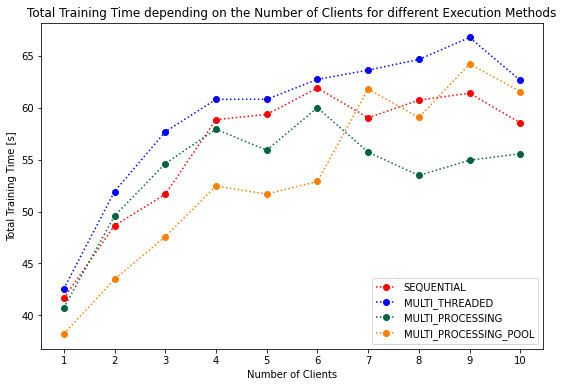 Total Training Time depending on the Number of Clients for different Execution Methods
Total Training Time [s]
65
60
55
50
45
40
SEQUENTIAL
MULTI_THREADED
MULTI_PROCESSING
MULTI_PROCESSING_POOL
1 2 3 4 5 6 7 8 9 10
Number of Clients